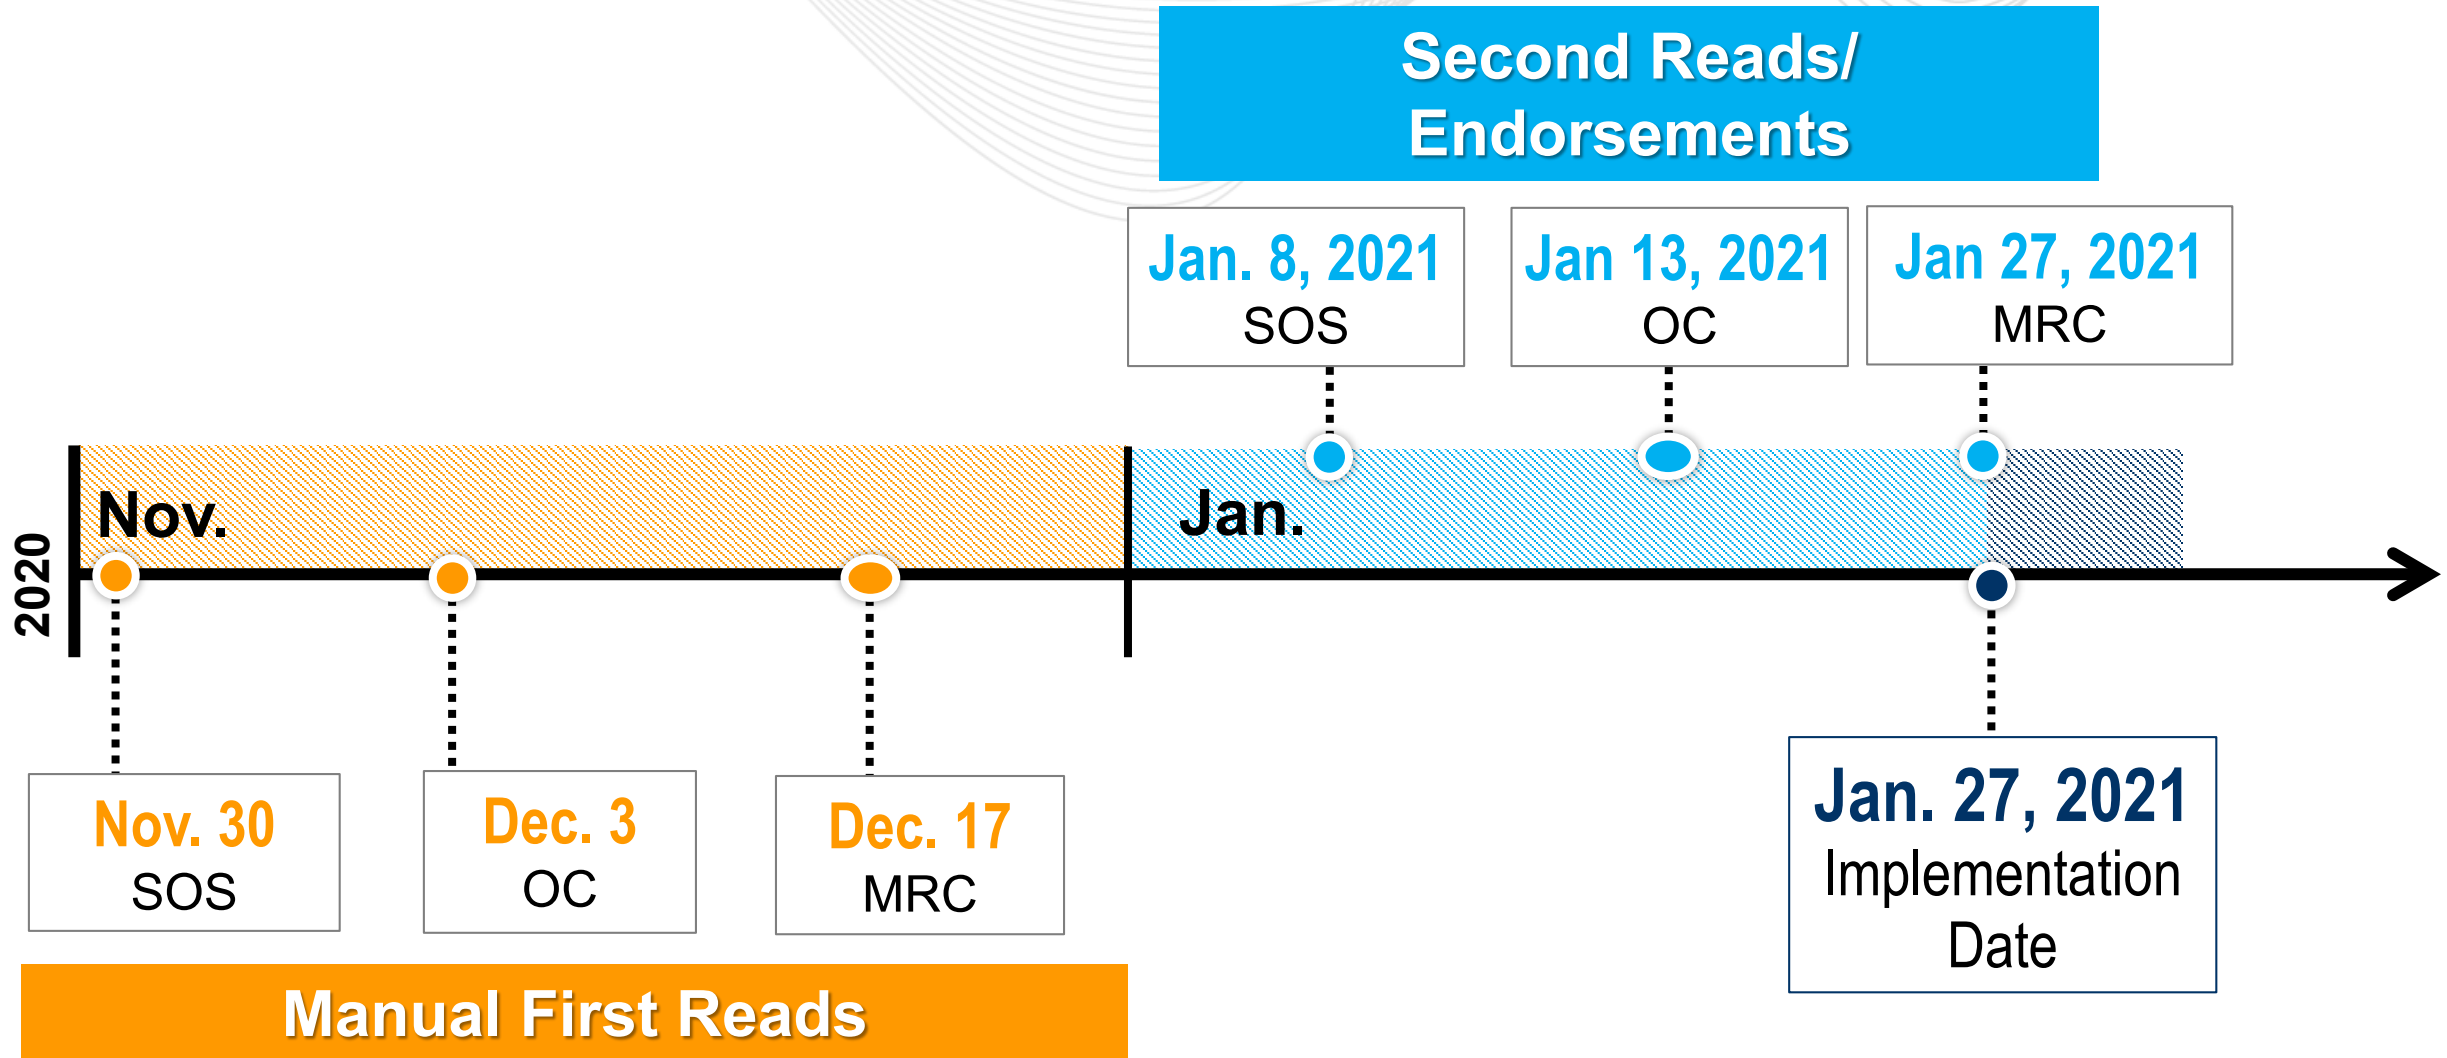 Second Reads/
Endorsements
Jan. 8, 2021
SOS
Jan 13, 2021
OC
Jan 27, 2021
MRC
2020
Nov.
Jan.
Nov. 30
SOS
Dec. 3
OC
Dec. 17
MRC
Jan. 27, 2021
Implementation
Date
Manual First Reads